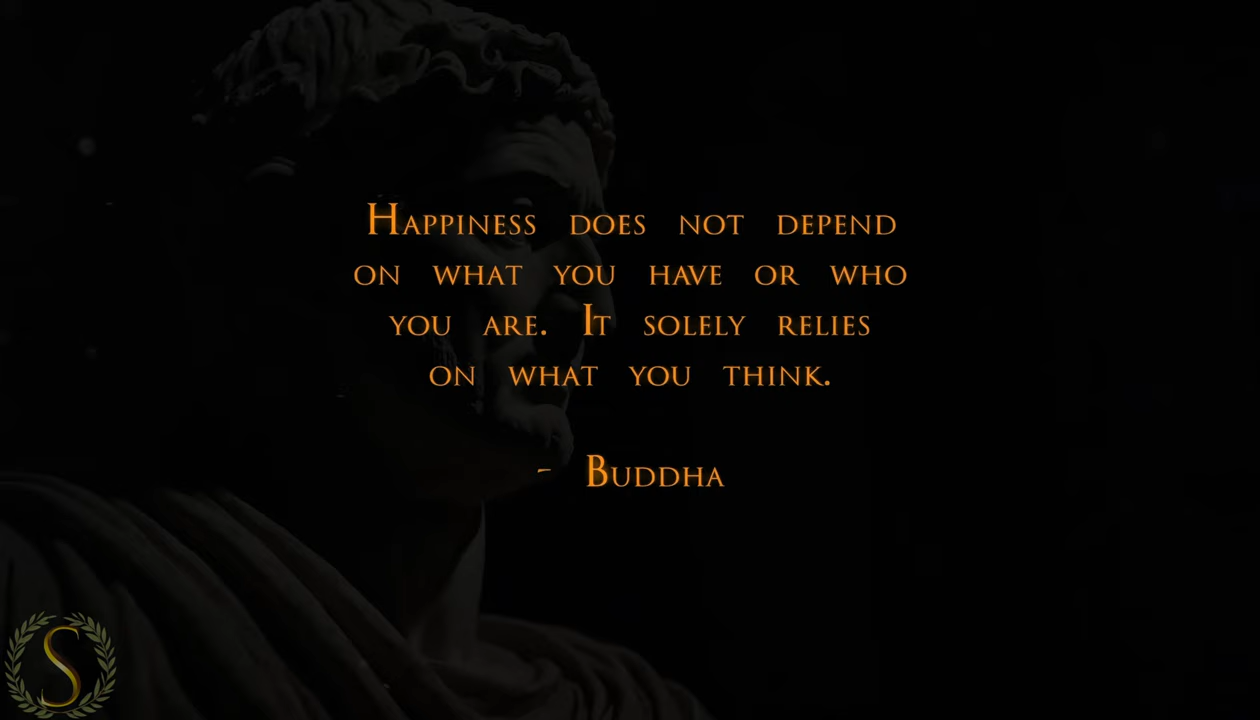 Happiness does not depend
on what you have or who
you are. It solely relies
on what you think.
- Buddha
S